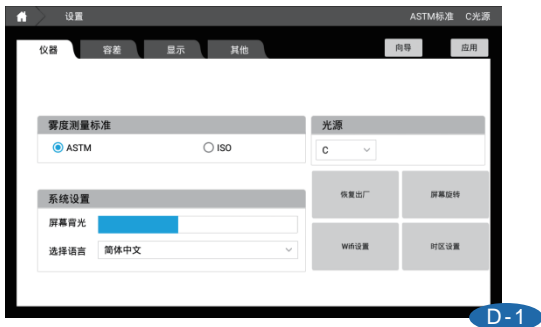 设置 ASTM标准 C光源
仪器 容差 显示 其他 向导 应用
雾度测量标准 光源
ASTM ISO C
系统设置 恢复出厂 屏幕旋转
屏幕背光
选择语言 简体中文 Wifi设置 时区设置
D-1